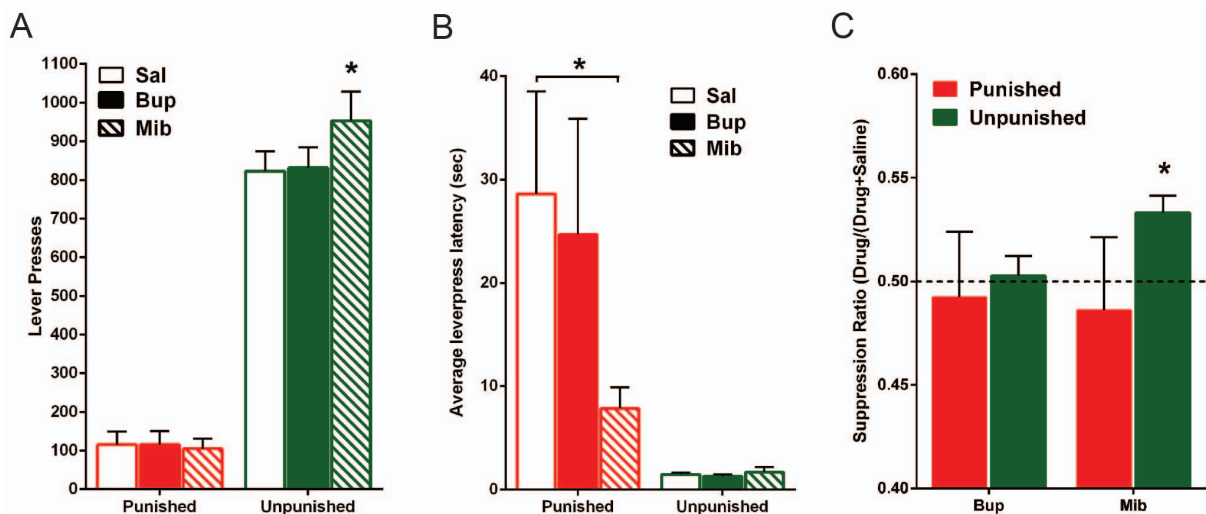 A
Lever Presses
1100
1000
900
800
700
600
500
400
300
200
100
0
Sal
Bup
Mib
*
Punished Unpunished
B
Average leverpress latency (sec)
40
30
20
10
0
*
Sal
Bup
Mib
Punished Unpunished
C
Suppression Ratio (Drug/(Drug+Saline)
0.60
0.55
0.50
0.45
0.40
Punished
Unpunished
*
Bup Mib